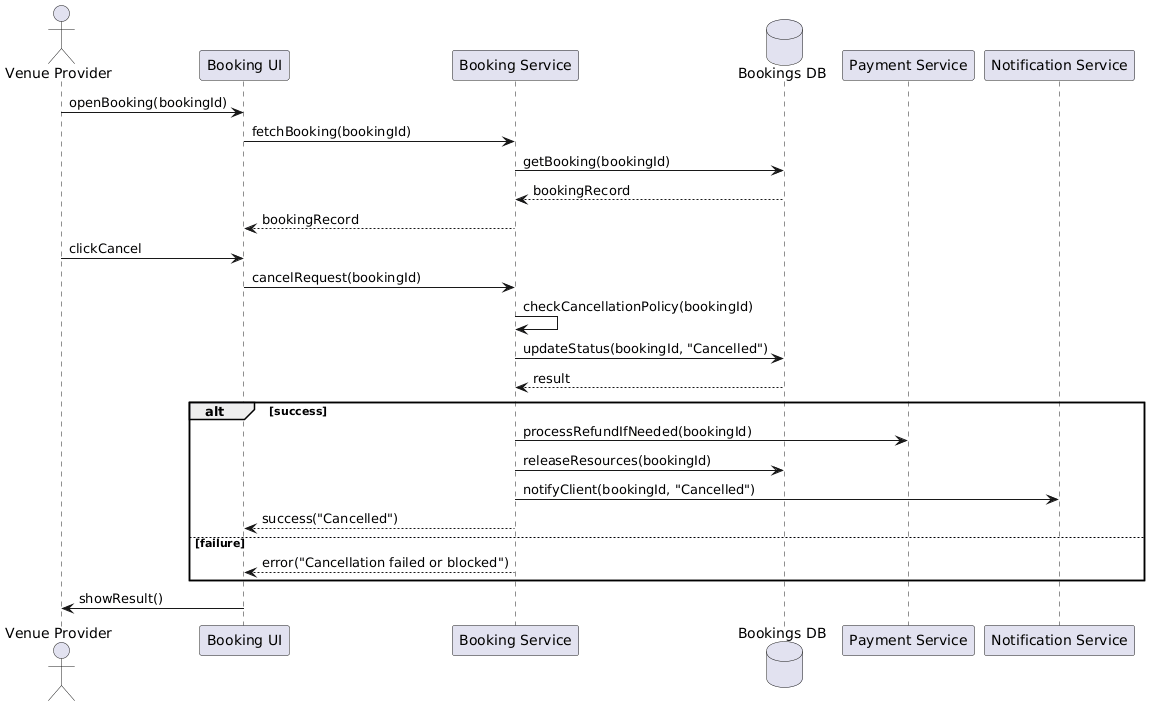 Venue Provider
Booking UI
Booking Service
Bookings DB
Payment Service
Notification Service
openBooking(bookingId)
fetchBooking(bookingId)
getBooking(bookingId)
bookingRecord
bookingRecord
clickCancel
cancelRequest(bookingId)
checkCancellationPolicy(bookingId)
updateStatus(bookingId, "Cancelled")
result
alt
[success]
processRefundIfNeeded(bookingId)
releaseResources(bookingId)
notifyClient(bookingId, "Cancelled")
success("Cancelled")
[failure]
error("Cancellation failed or blocked")
showResult()
Venue Provider
Booking UI
Booking Service
Bookings DB
Payment Service
Notification Service